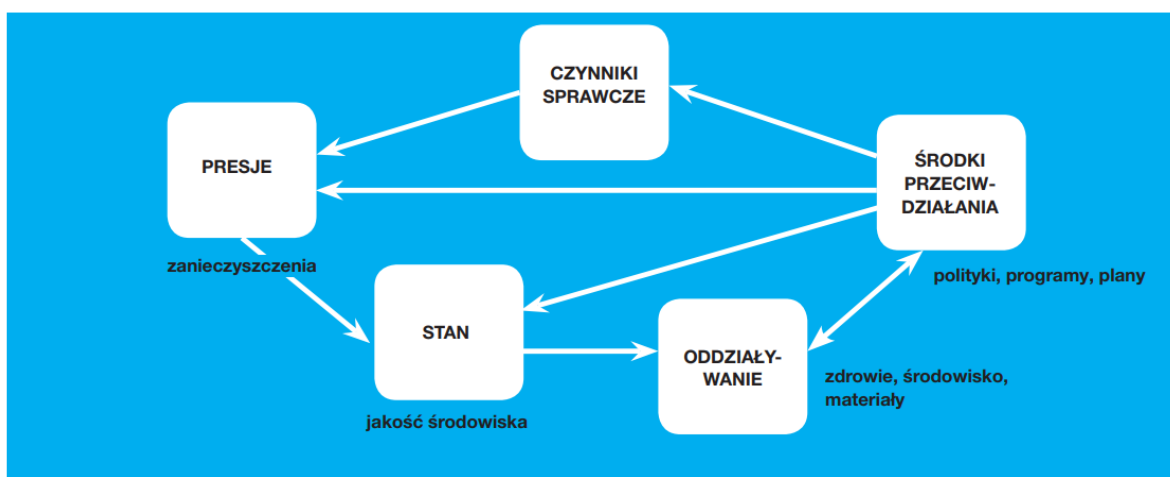 CZYNNIKI
SPRAWCZE
PRESJE
ŚRODKI
PRZECIW-
DZIAŁANIA
zanieczyszczenia
polityki, programy, plany
STAN
ODDZIAŁY-
WANIE
zdrowie, środowisko,
materiały
jakość środowiska